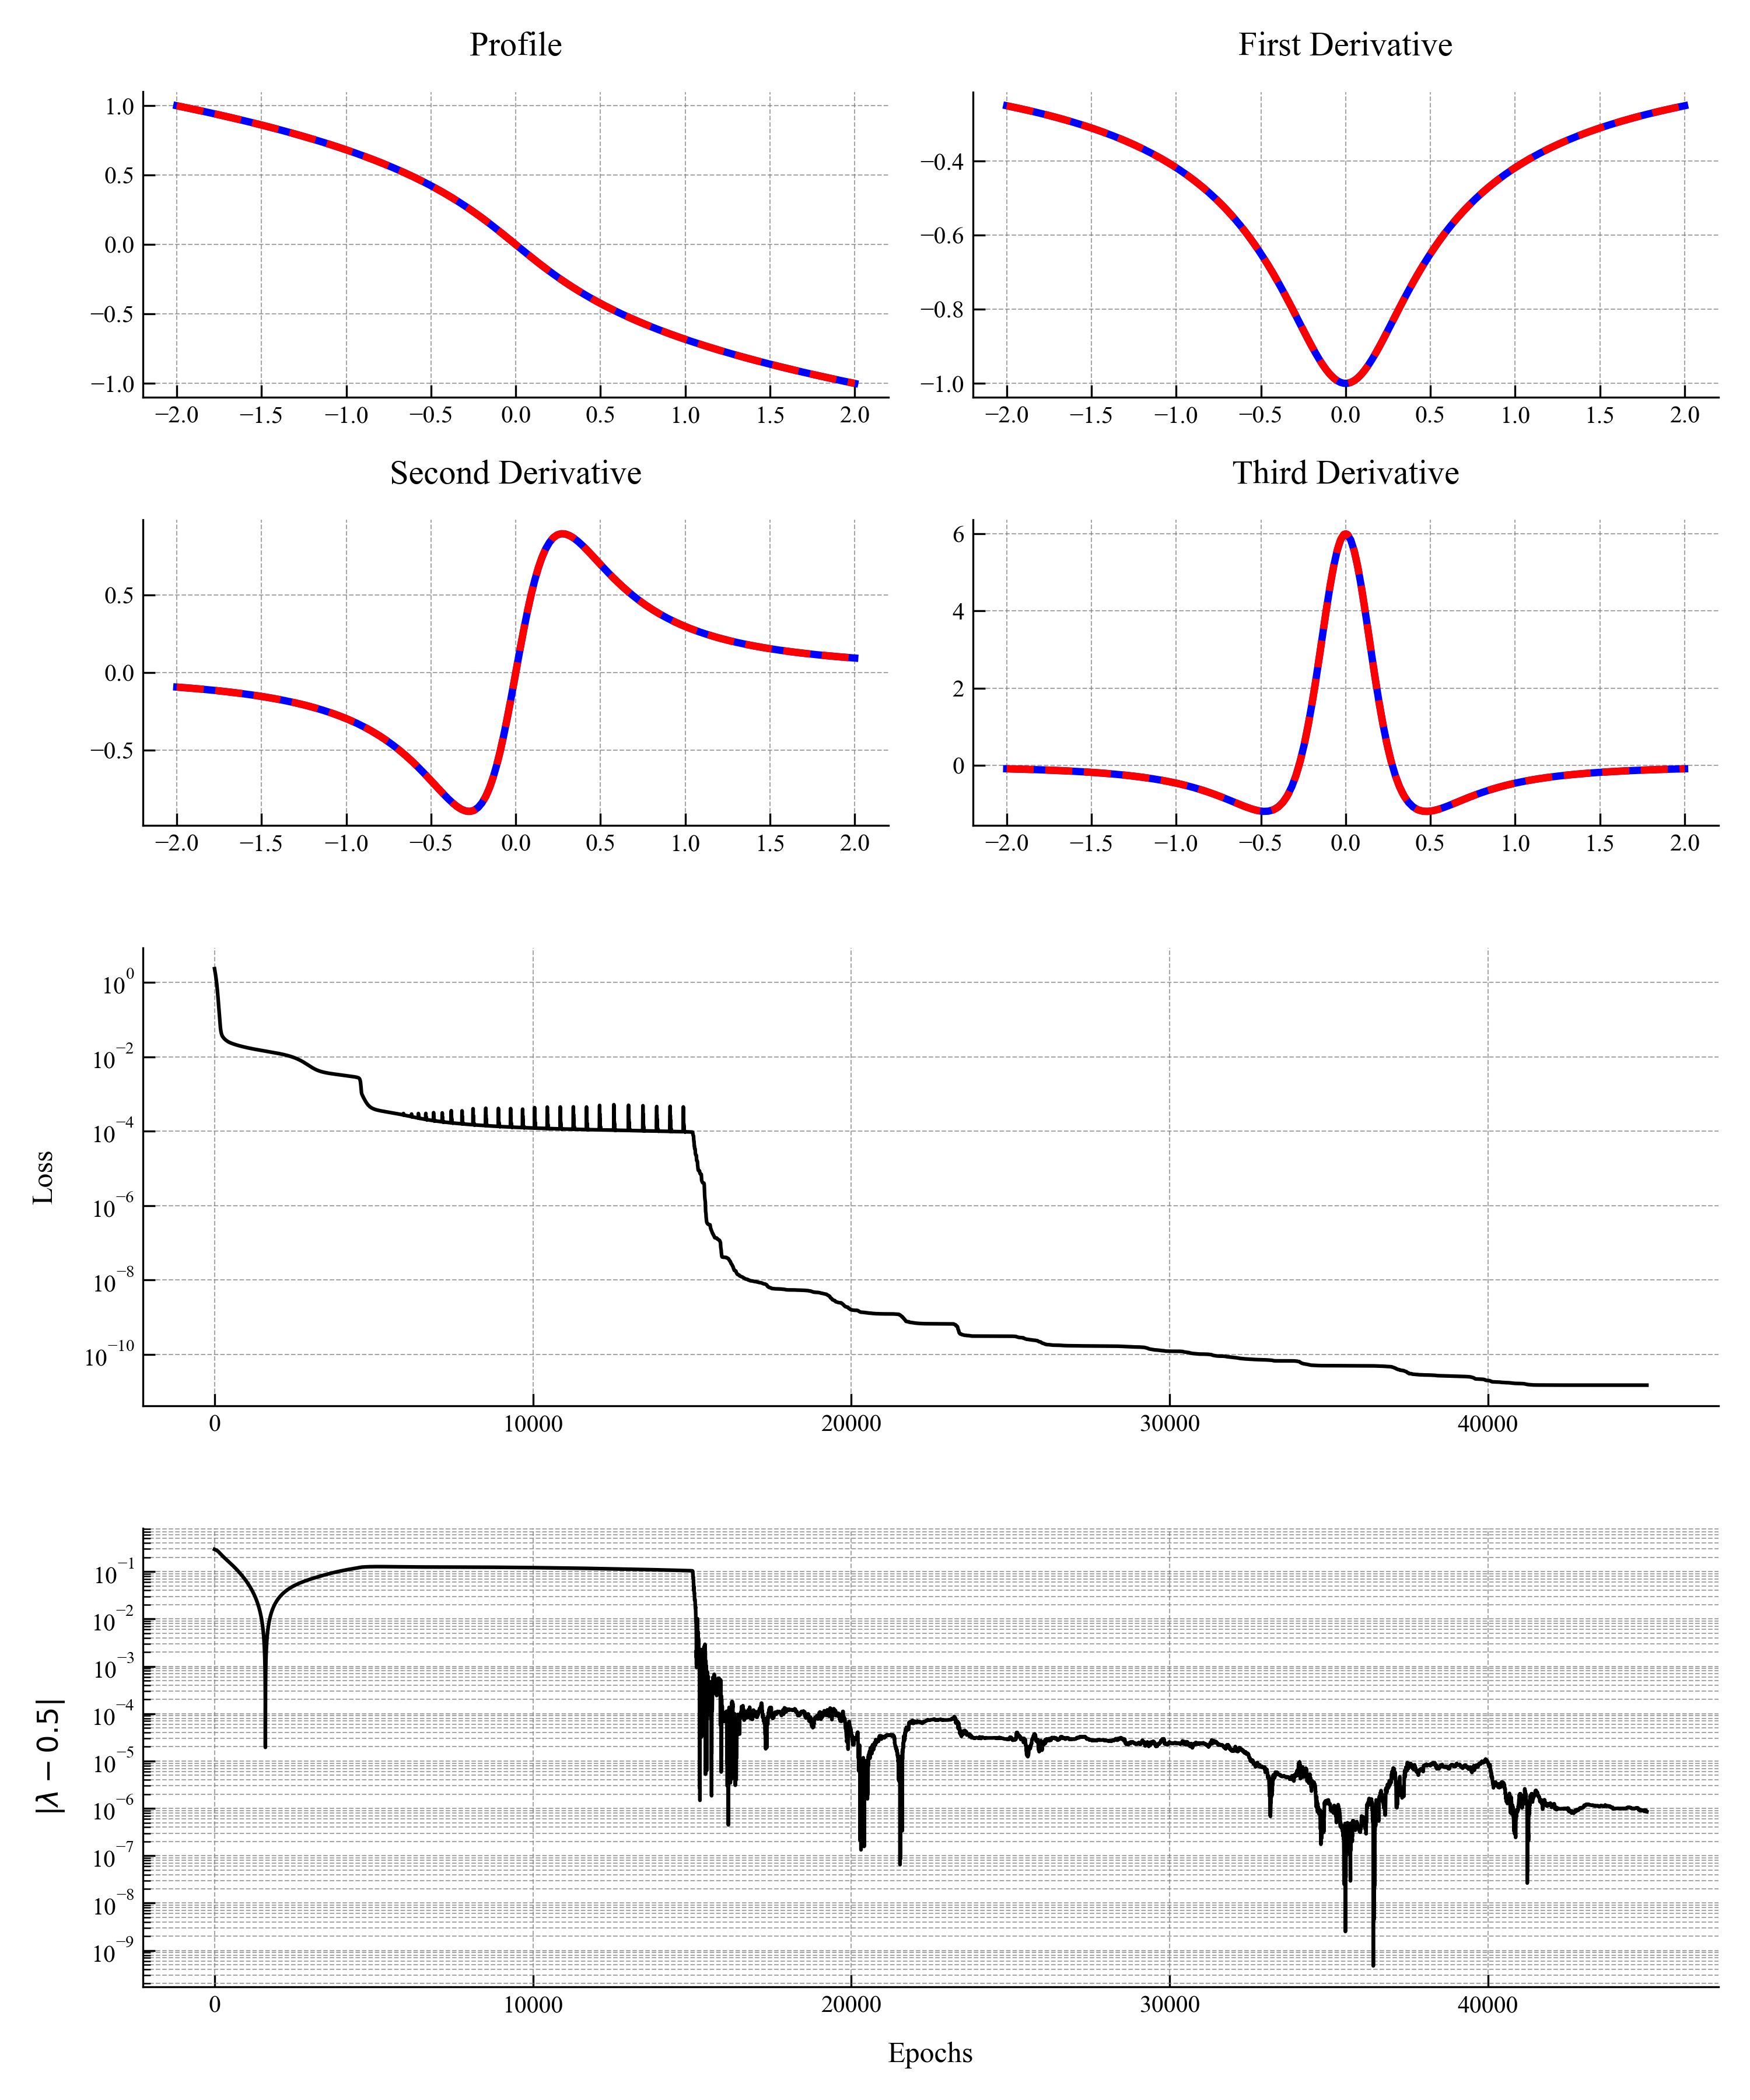 Profile
1.0
0.5
0.0
−0.5
−1.0
−2.0 −1.5 −1.0 −0.5 0.0 0.5 1.0 1.5 2.0
First Derivative
−0.4
−0.6
−0.8
−1.0
−2.0 −1.5 −1.0 −0.5 0.0 0.5 1.0 1.5 2.0
Second Derivative
0.5
0.0
−0.5
−2.0 −1.5 −1.0 −0.5 0.0 0.5 1.0 1.5 2.0
Third Derivative
6
4
2
0
−2.0 −1.5 −1.0 −0.5 0.0 0.5 1.0 1.5 2.0
Loss
10⁰
10⁻²
10⁻⁴
10⁻⁶
10⁻⁸
10⁻¹⁰
0 10000 20000 30000 40000
|λ − 0.5|
10⁻¹
10⁻²
10⁻³
10⁻⁴
10⁻⁵
10⁻⁶
10⁻⁷
10⁻⁸
10⁻⁹
0 10000 20000 30000 40000
Epochs